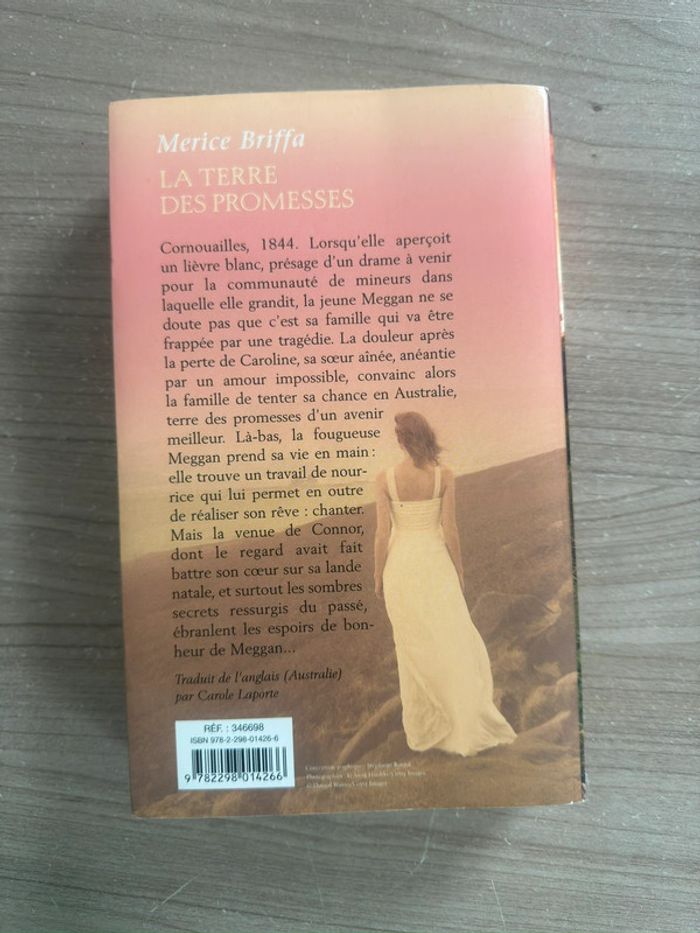 Merice Briffa
LA TERRE
DES PROMESSES
Cornouailles, 1844. Lorsqu'elle aperçoit
un lièvre blanc, présage d'un drame à venir
pour la communauté de mineurs dans
laquelle elle grandit, la jeune Meggan ne se
doute pas que c'est sa famille qui va être
frappée par une tragédie. La douleur après
la perte de Caroline, sa sœur aînée, anéantie
par un amour impossible, convainc alors
la famille de tenter sa chance en Australie,
terre des promesses d'un avenir
meilleur. Là-bas, la fougueuse
Meggan prend sa vie en main :
elle trouve un travail de nour-
rice qui lui permet en outre
de réaliser son rêve : chanter.
Mais la venue de Connor,
dont le regard avait fait
battre son cœur sur sa lande
natale, et surtout les sombres
secrets ressurgis du passé,
ébranlent les espoirs de bon-
heur de Meggan...
Traduit de l'anglais (Australie)
par Carole Laporte
RÉF. : 346698
ISBN 978-2-298-01426-6
9 782298 014266
Conception graphique :
Photographies : Getty Images
Getty Images